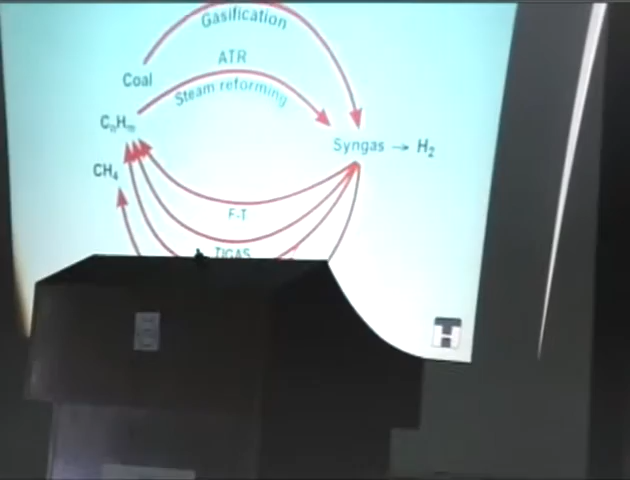 Gasification
ATR
Coal
Steam reforming
CnHm
Syngas → H2
CH4
F-T
TIGAS
H